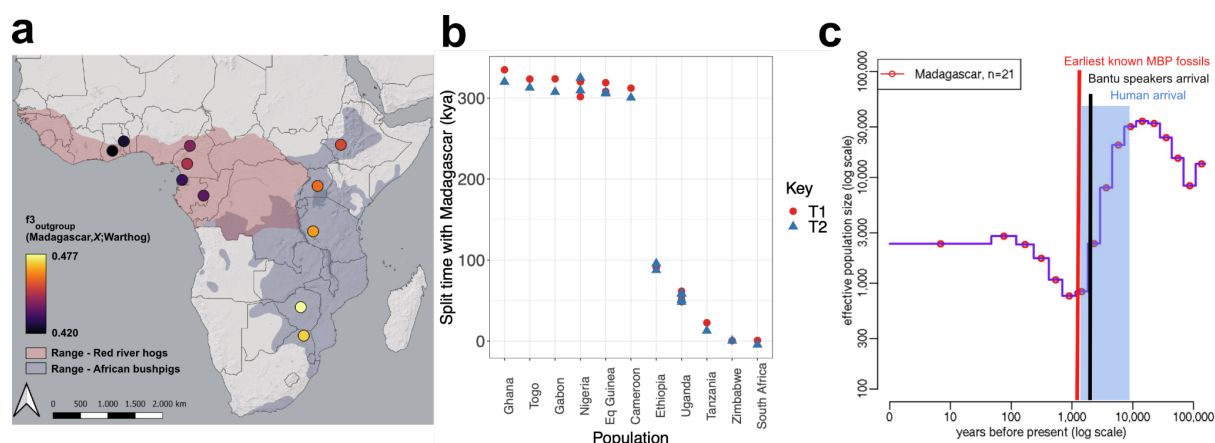 a
f3outgroup
(Madagascar,X;Warthog)
0.477
0.420
Range - Red river hogs
Range - African bushpigs
0 500 1.000 1.500 2.000 km
b
Split time with Madagascar (kya)
300
200
100
0
Key
T1
T2
Ghana
Togo
Gabon
Nigeria
Eq Guinea
Cameroon
Ethiopia
Uganda
Tanzania
Zimbabwe
South Africa
Population
c
Earliest known MBP fossils
Bantu speakers arrival
Human arrival
Madagascar, n=21
effective population size (log scale)
100,000
30,000
10,000
3,000
1,000
300
100
0 10 100 1,000 10,000 100,000
years before present (log scale)